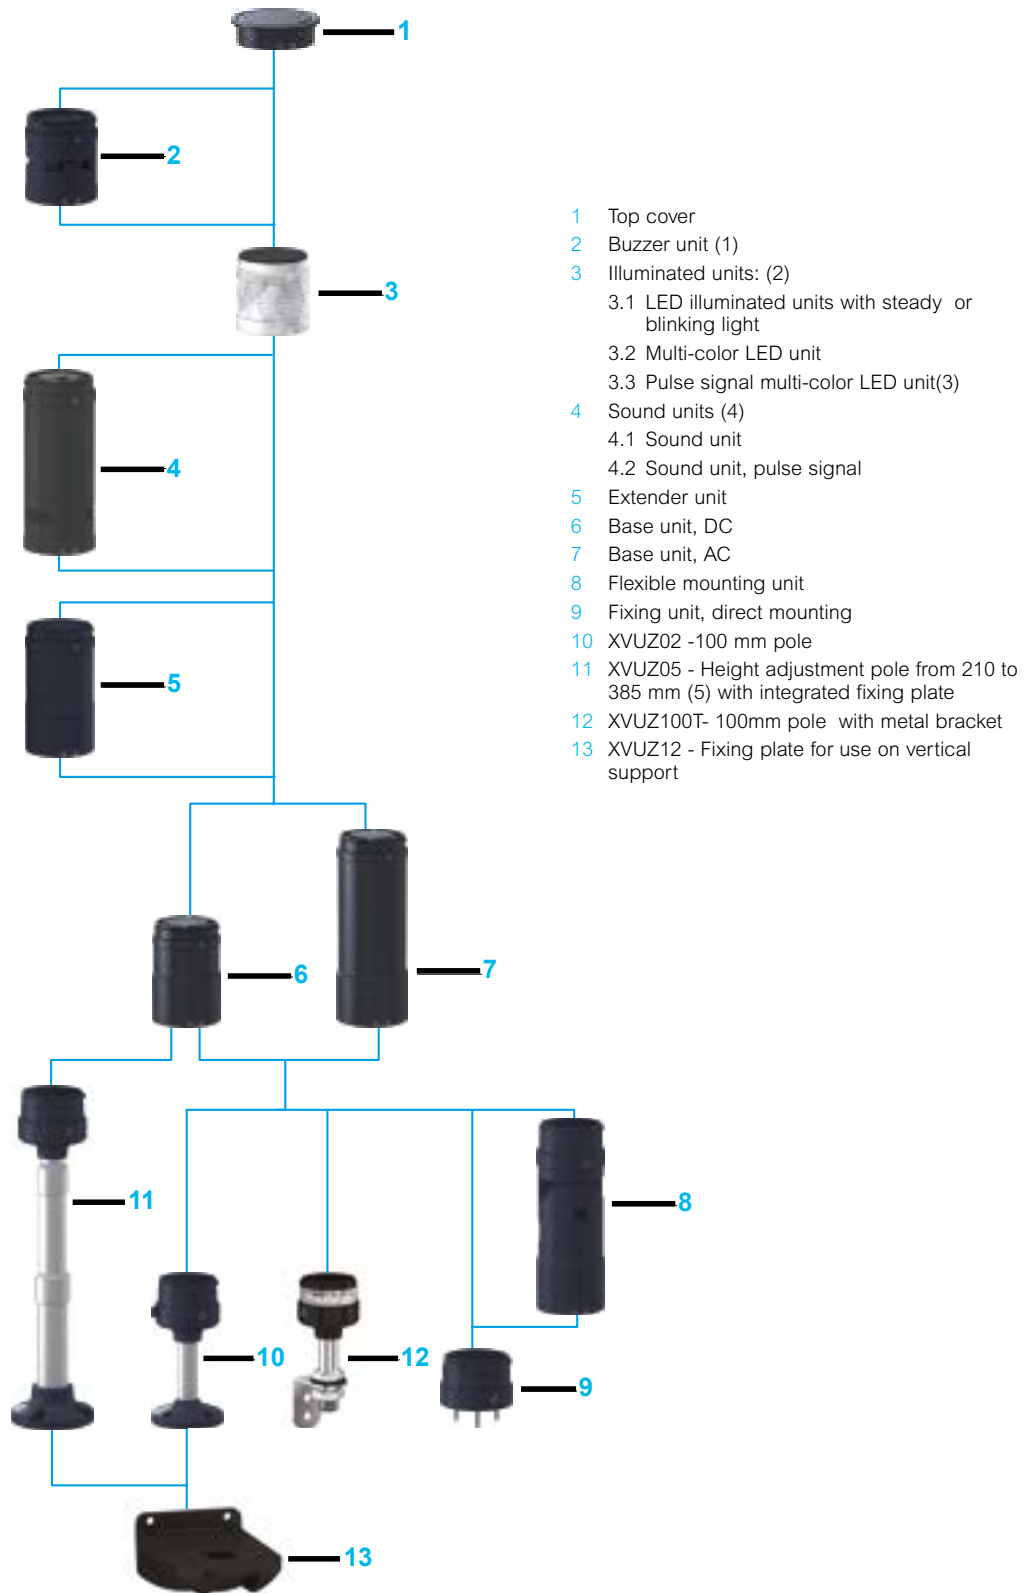 1
2
3
4
5
6
7
8
9
10
11
12
13
1 Top cover
2 Buzzer unit (1)
3 Illuminated units: (2)
3.1 LED illuminated units with steady or
blinking light
3.2 Multi-color LED unit
3.3 Pulse signal multi-color LED unit(3)
4 Sound units (4)
4.1 Sound unit
4.2 Sound unit, pulse signal
5 Extender unit
6 Base unit, DC
7 Base unit, AC
8 Flexible mounting unit
9 Fixing unit, direct mounting
10 XVUZ02 -100 mm pole
11 XVUZ05 - Height adjustment pole from 210 to
385 mm (5) with integrated fixing plate
12 XVUZ100T- 100mm pole with metal bracket
13 XVUZ12 - Fixing plate for use on vertical
support